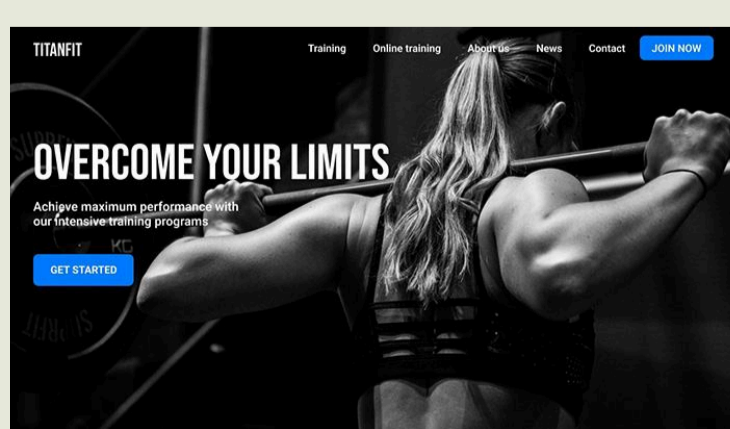 TITANFIT
Training Online training About us News Contact JOIN NOW
OVERCOME YOUR LIMITS
Achieve maximum performance with
our intensive training programs
KG
GET STARTED